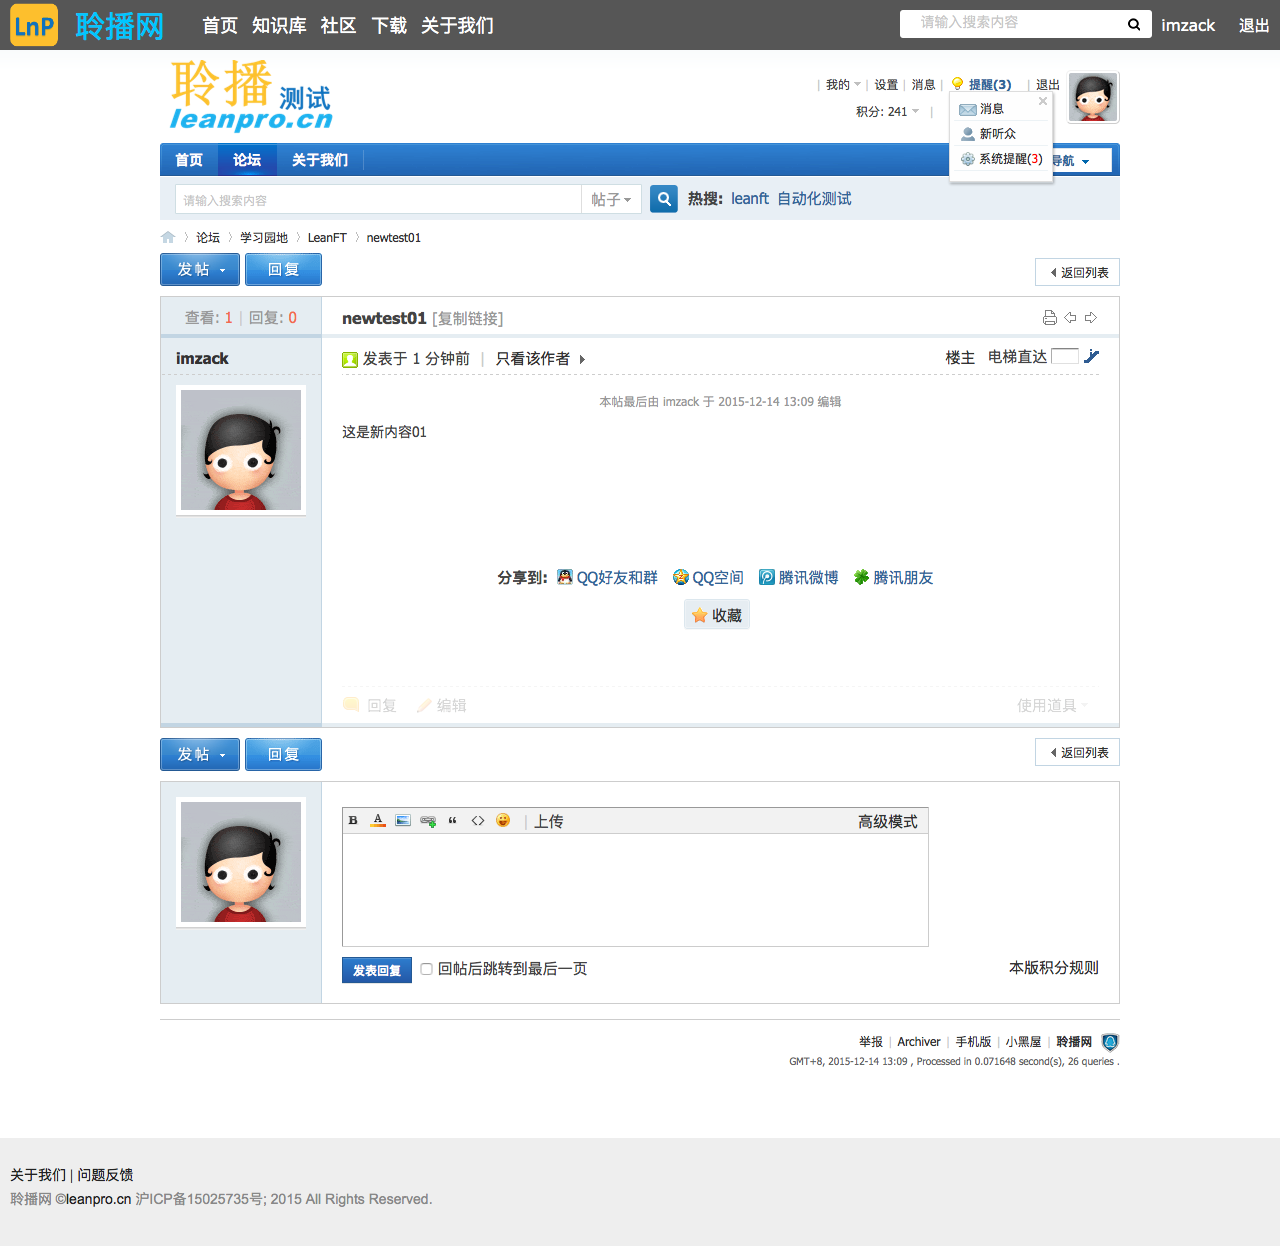 LnP 聆播网 首页 知识库 社区 下载 关于我们 请输入搜索内容 imzack 退出
聆播测试
leanpro.cn
| 我的 | 设置 | 消息 | 提醒(3) | 退出
积分: 241 |
消息
新听众
系统提醒(3)
首页 论坛 关于我们 导航
请输入搜索内容 帖子 热搜: leanft 自动化测试
论坛 学习园地 LeanFT newtest01
发帖 回复 返回列表
查看: 1 | 回复: 0 newtest01 [复制链接]
imzack 发表于 1 分钟前 | 只看该作者 楼主 电梯直达
本帖最后由 imzack 于 2015-12-14 13:09 编辑
这是新内容01
分享到: QQ好友和群 QQ空间 腾讯微博 腾讯朋友
收藏
回复 编辑 使用道具
发帖 回复 返回列表
B A “ <> | 上传 高级模式
发表回复 回帖后跳转到最后一页 本版积分规则
举报 | Archiver | 手机版 | 小黑屋 | 聆播网
GMT+8, 2015-12-14 13:09 , Processed in 0.071648 second(s), 26 queries .
关于我们 | 问题反馈
聆播网 ©leanpro.cn 沪ICP备15025735号; 2015 All Rights Reserved.